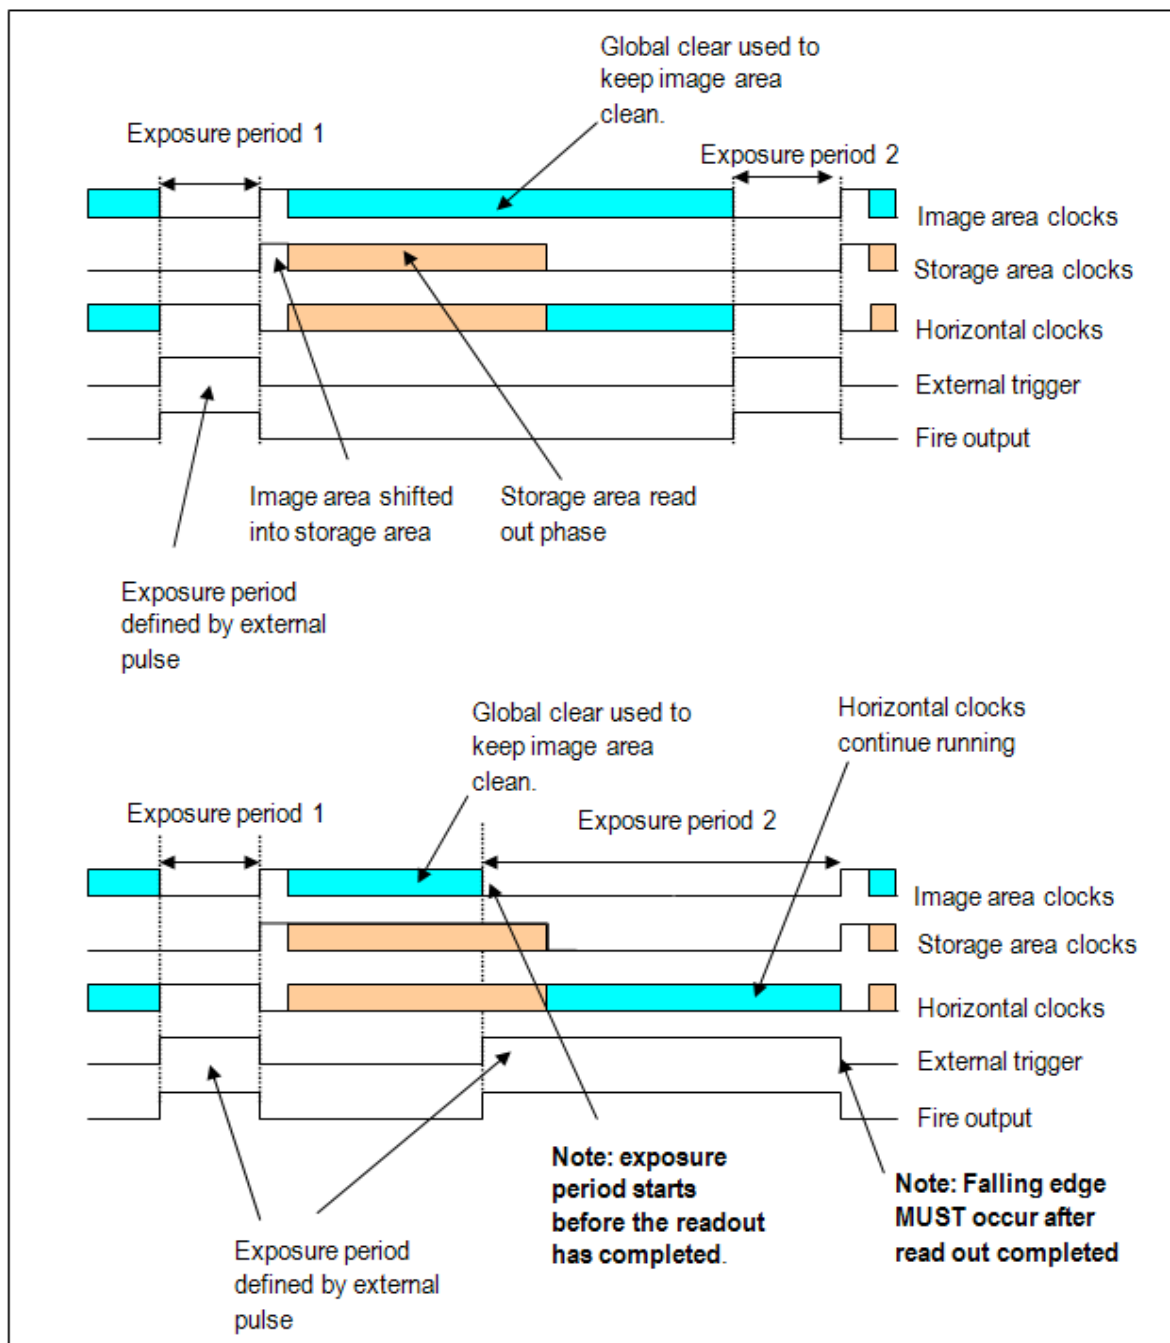 Global clear used to
keep image area
clean.
Exposure period 1
Exposure period 2
Image area clocks
Storage area clocks
Horizontal clocks
External trigger
Fire output
Image area shifted
into storage area
Storage area read
out phase
Exposure period
defined by external
pulse
Global clear used to
keep image area
clean.
Horizontal clocks
continue running
Exposure period 1
Exposure period 2
Image area clocks
Storage area clocks
Horizontal clocks
External trigger
Fire output
Note: exposure
period starts
before the readout
has completed.
Note: Falling edge
MUST occur after
read out completed
Exposure period
defined by external
pulse